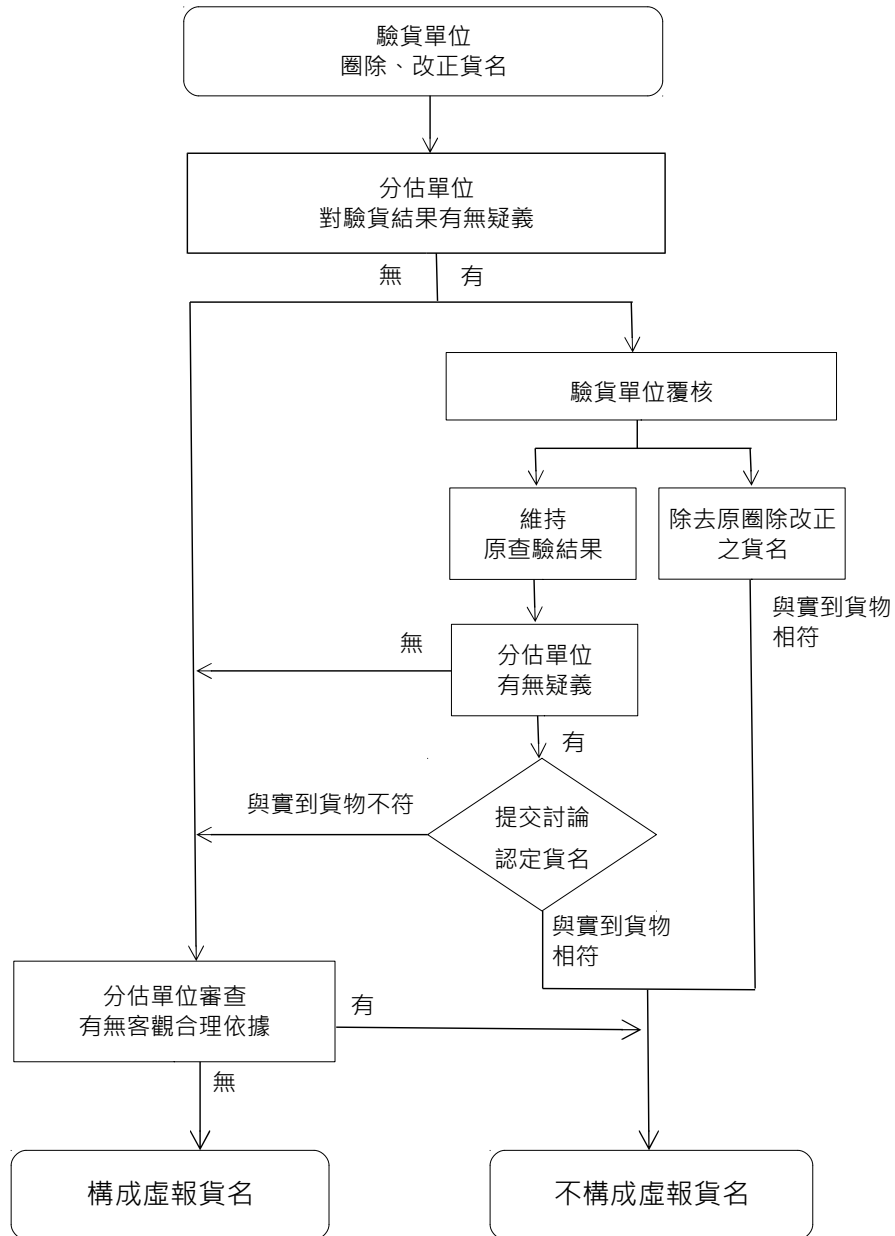 驗貨單位
圈除、改正貨名
分估單位
對驗貨結果有無疑義
無
有
驗貨單位覆核
維持
原查驗結果
除去原圈除改正
之貨名
與實到貨物
相符
無
分估單位
有無疑義
有
與實到貨物不符
提交討論
認定貨名
與實到貨物
相符
分估單位審查
有無客觀合理依據
有
無
構成虛報貨名
不構成虛報貨名